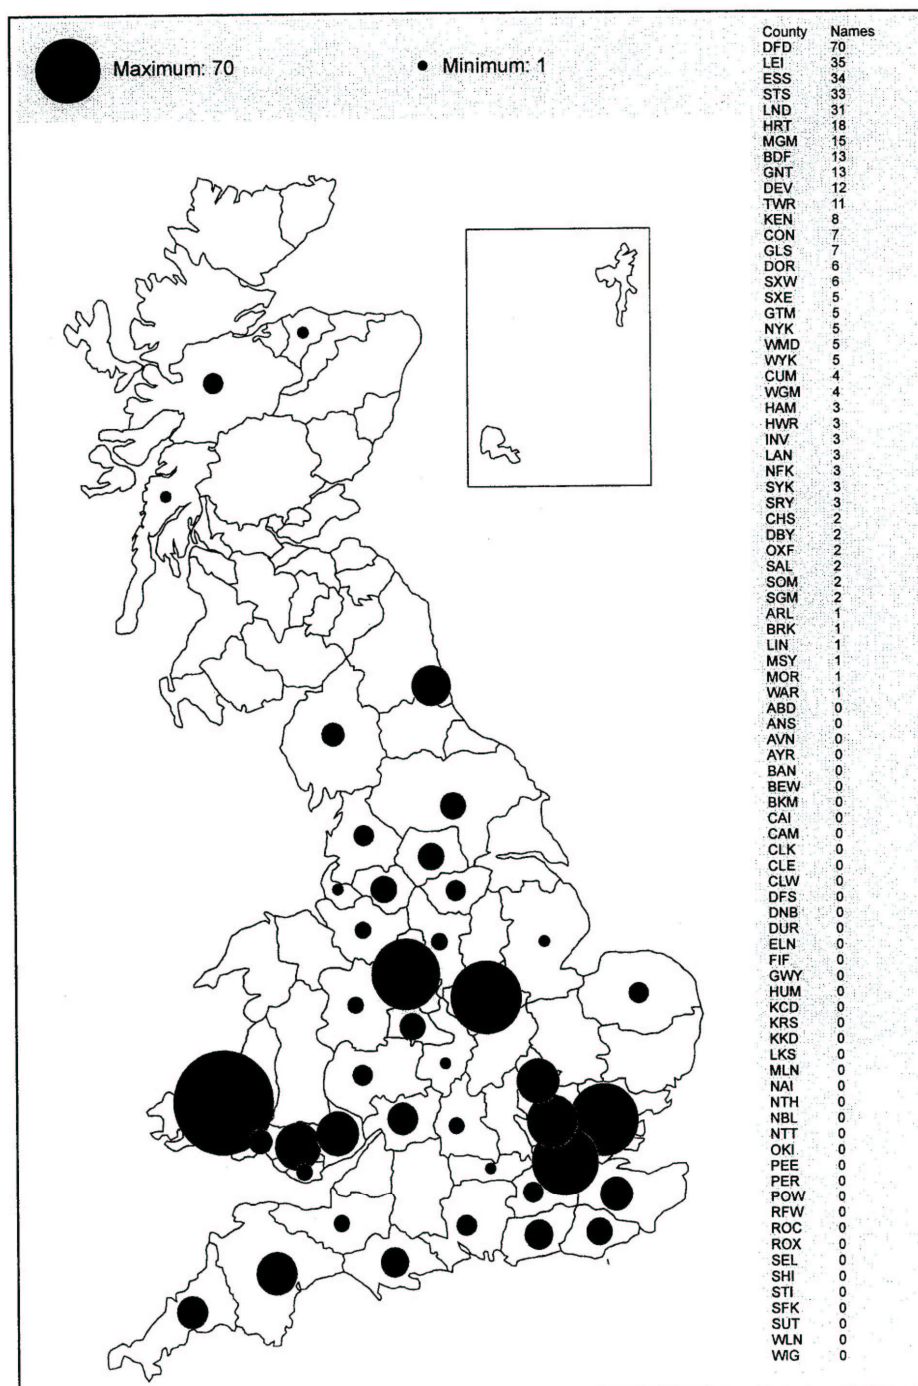 Maximum: 70
Minimum: 1
County Names
DFD 70
LEI 35
ESS 34
STS 33
LND 31
HRT 18
MGM 15
BDF 13
GNT 13
DEV 12
TWR 11
KEN 8
CON 7
GLS 7
DOR 6
SXW 6
SXE 5
GTM 5
NYK 5
WMD 5
WYK 5
CUM 4
WGM 4
HAM 3
HWR 3
INV 3
LAN 3
NFK 3
SYK 3
SRY 3
CHS 2
DBY 2
OXF 2
SAL 2
SOM 2
SGM 2
ARL 1
BRK 1
LIN 1
MSY 1
MOR 1
WAR 1
ABD 0
ANS 0
AVN 0
AYR 0
BAN 0
BEW 0
BKM 0
CAI 0
CAM 0
CLK 0
CLE 0
CLW 0
DFS 0
DNB 0
DUR 0
ELN 0
FIF 0
GWY 0
HUM 0
KCD 0
KRS 0
KKD 0
LKS 0
MLN 0
NAI 0
NTH 0
NBL 0
NTT 0
OKI 0
PEE 0
PER 0
POW 0
RFW 0
ROC 0
ROX 0
SEL 0
SHI 0
STI 0
SFK 0
SUT 0
WLN 0
WIG 0